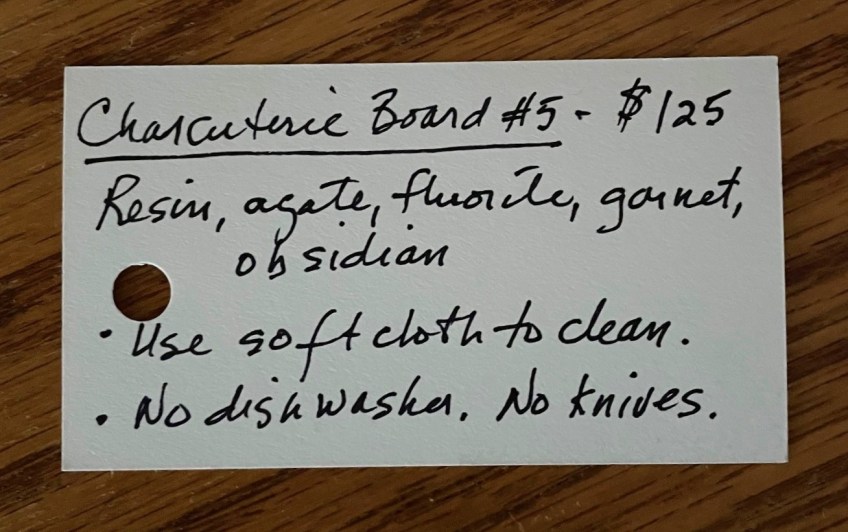 Charcuterie Board #5 - $125
Resin, agate, fluorite, garnet,
obsidian
• Use soft cloth to clean.
• No dishwasher. No knives.